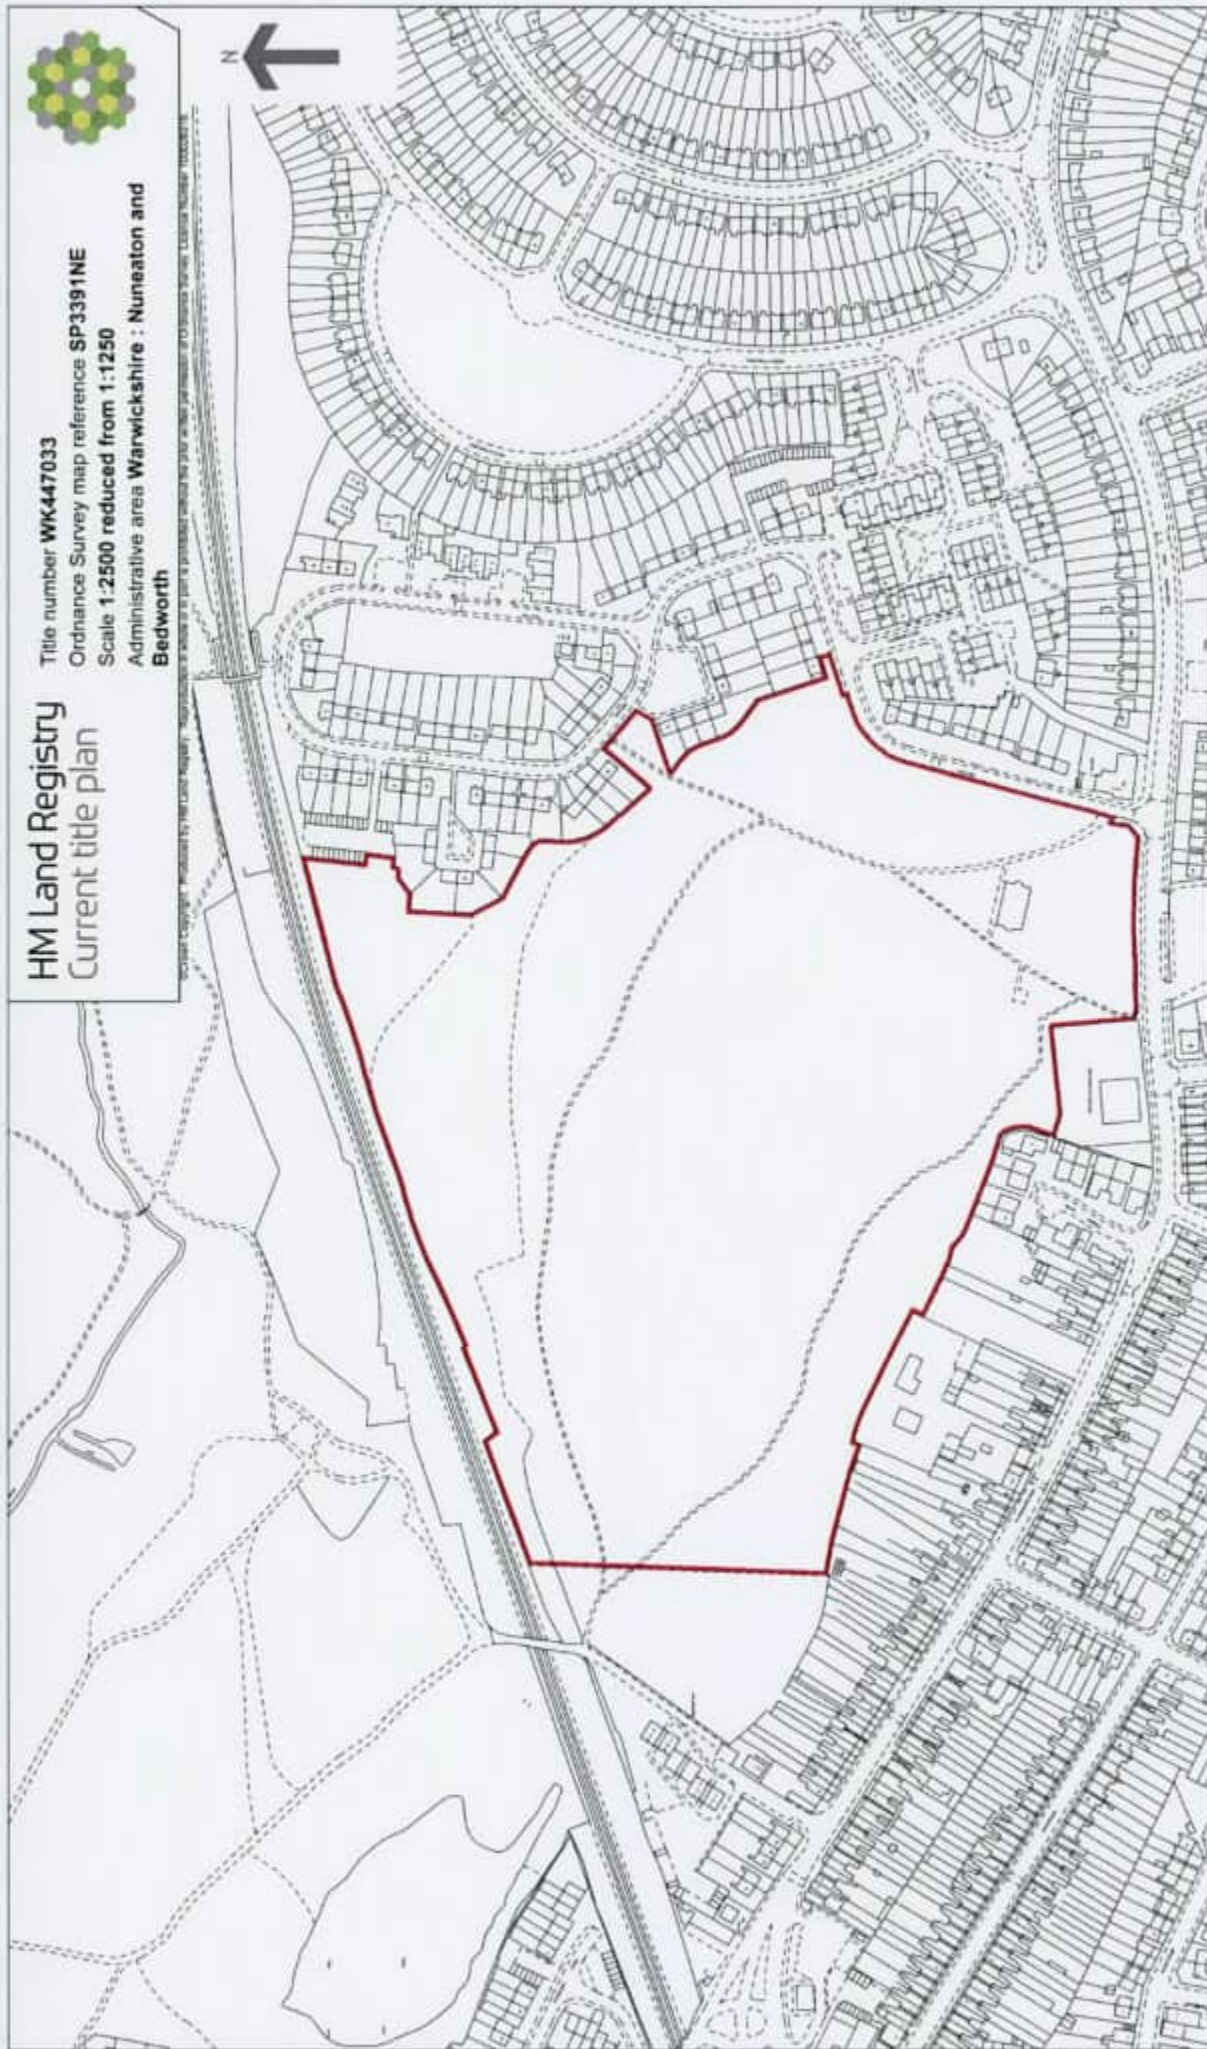 HM Land Registry
Current title plan
Title number WK447033
Ordnance Survey map reference SP3391NE
Scale 1:2500 reduced from 1:1250
Administrative area Warwickshire : Nuneaton and
Bedworth
N